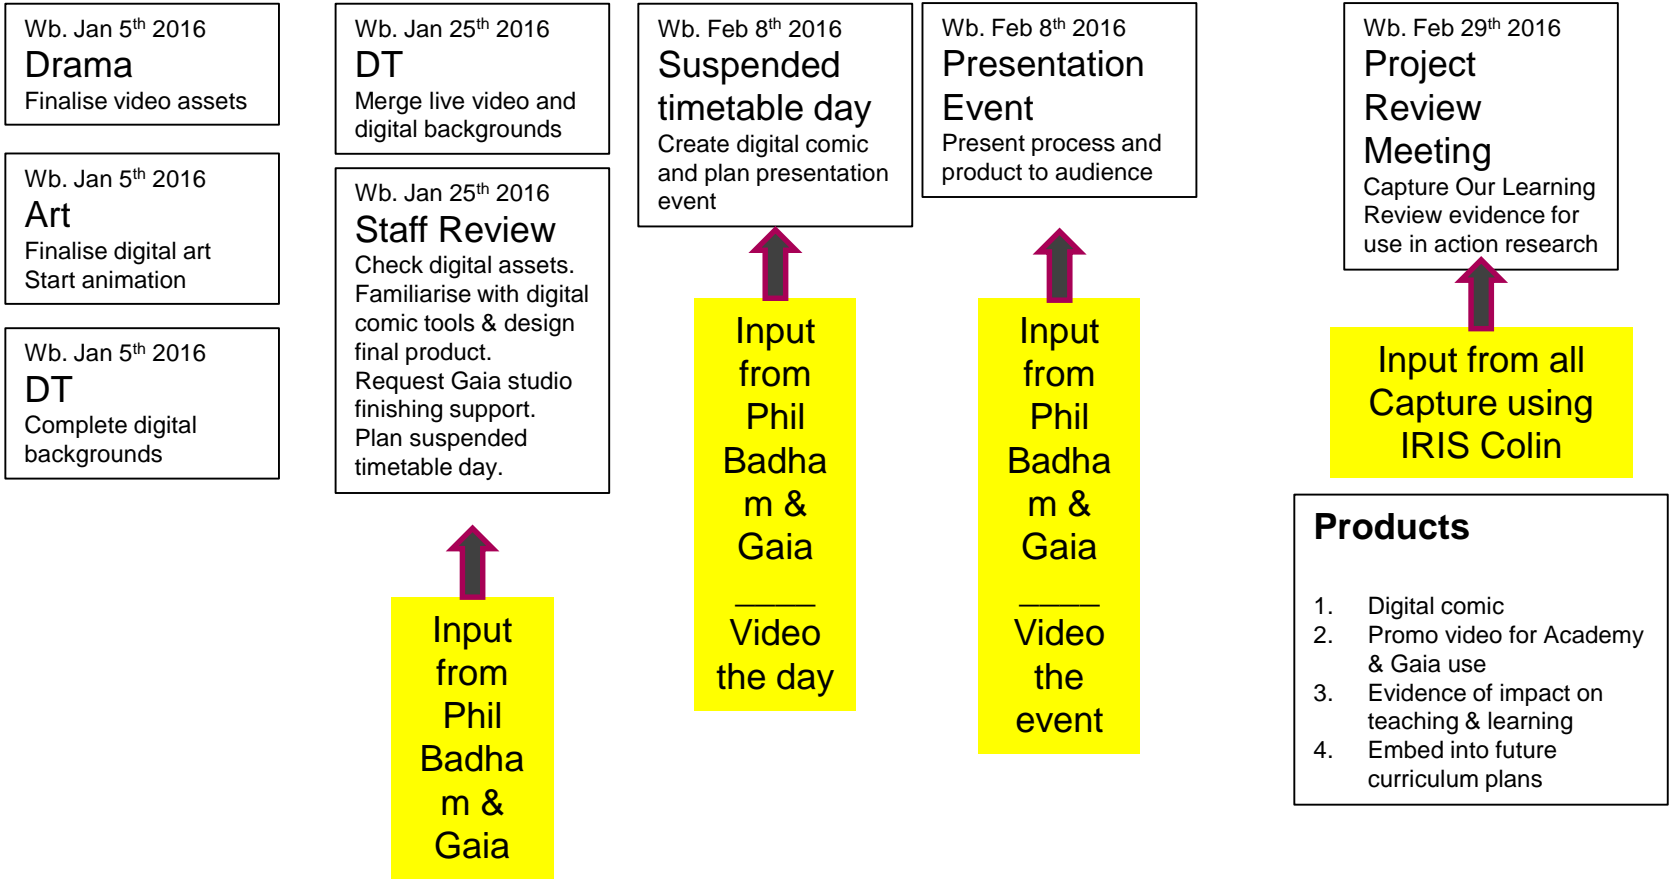 Wb. Jan 5th 2016
Drama
Finalise video assets
Wb. Jan 5th 2016
Art
Finalise digital art
Start animation
Wb. Jan 5th 2016
DT
Complete digital
backgrounds
Wb. Jan 25th 2016
DT
Merge live video and
digital backgrounds
Wb. Jan 25th 2016
Staff Review
Check digital assets.
Familiarise with digital
comic tools & design
final product.
Request Gaia studio
finishing support.
Plan suspended
timetable day.
Input
from
Phil
Badha
m &
Gaia
Wb. Feb 8th 2016
Suspended
timetable day
Create digital comic
and plan presentation
event
Input
from
Phil
Badha
m &
Gaia
____
Video
the day
Wb. Feb 8th 2016
Presentation
Event
Present process and
product to audience
Input
from
Phil
Badha
m &
Gaia
____
Video
the
event
Wb. Feb 29th 2016
Project
Review
Meeting
Capture Our Learning
Review evidence for
use in action research
Input from all
Capture using
IRIS Colin
Products
1. Digital comic
2. Promo video for Academy
& Gaia use
3. Evidence of impact on
teaching & learning
4. Embed into future
curriculum plans